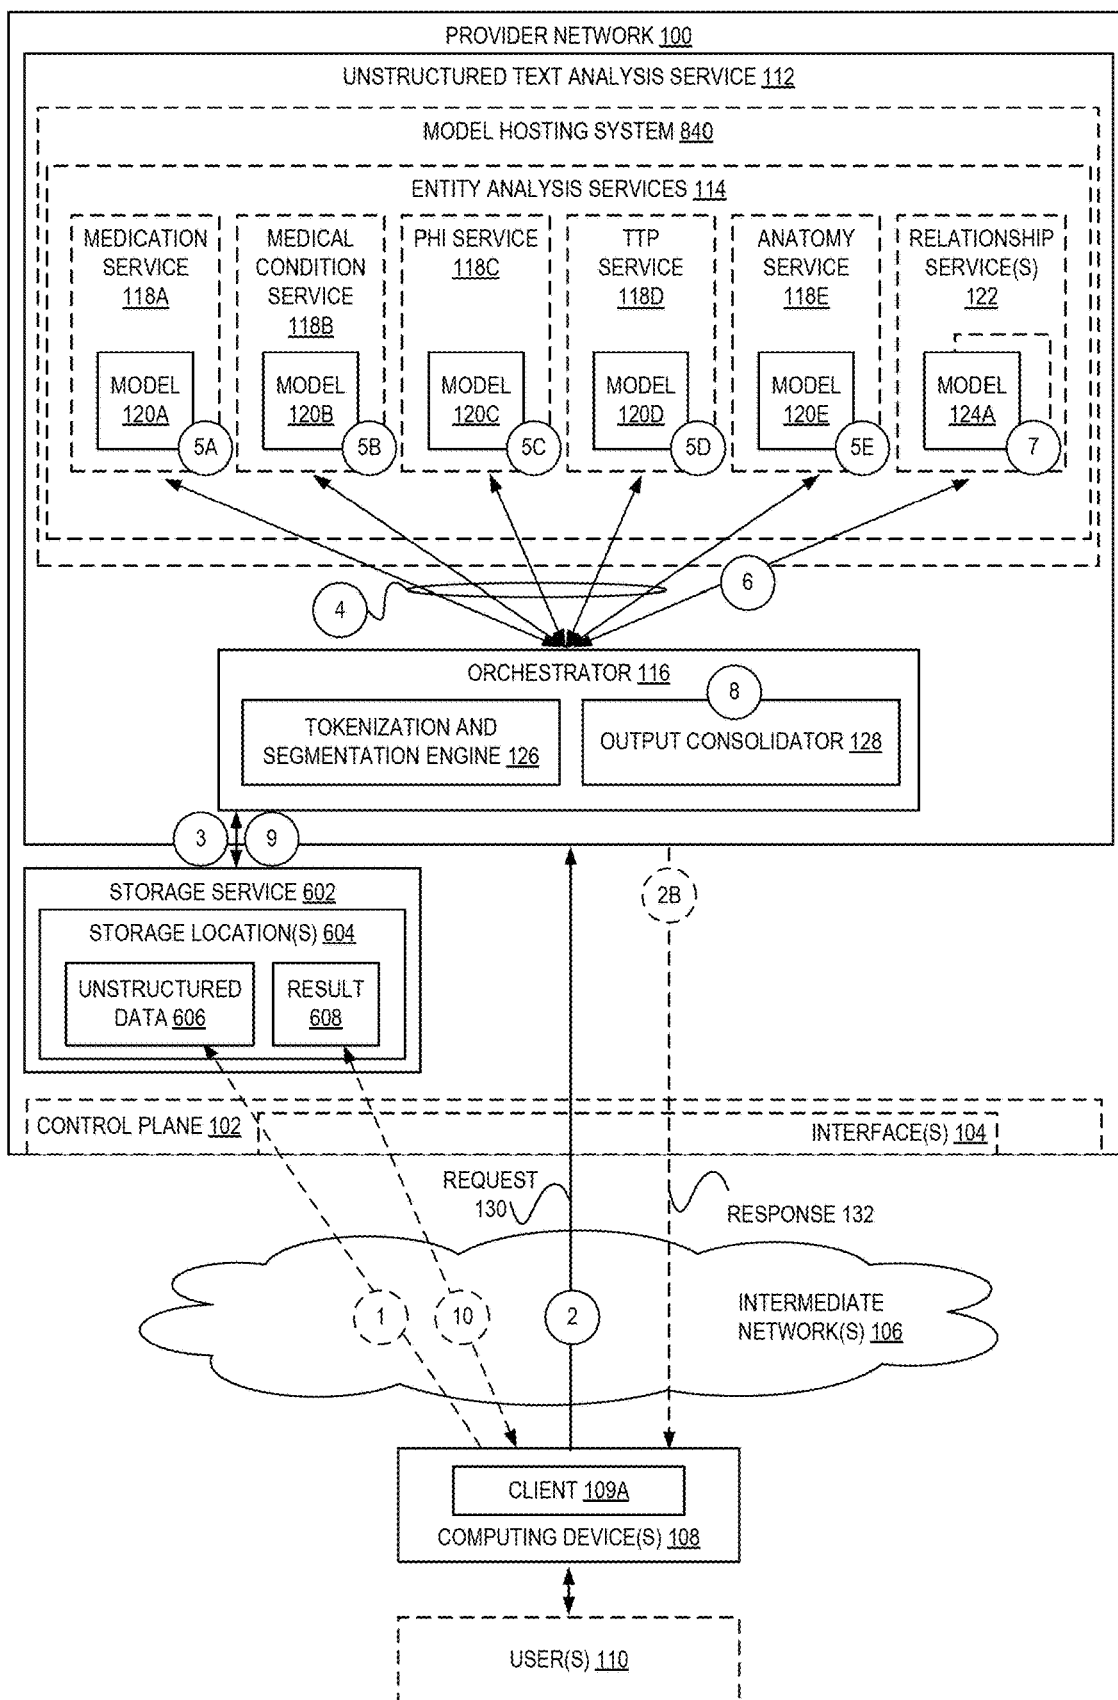 PROVIDER NETWORK 100
UNSTRUCTURED TEXT ANALYSIS SERVICE 112
MODEL HOSTING SYSTEM 840
ENTITY ANALYSIS SERVICES 114
MEDICATION
SERVICE
118A
MEDICAL
CONDITION
SERVICE
118B
PHI SERVICE
118C
TTP
SERVICE
118D
ANATOMY
SERVICE
118E
RELATIONSHIP
SERVICE(S)
122
MODEL
120A
MODEL
120B
MODEL
120C
MODEL
120D
MODEL
120E
MODEL
124A
5A
5B
5C
5D
5E
7
6
4
ORCHESTRATOR 116
8
TOKENIZATION AND
SEGMENTATION ENGINE 126
OUTPUT CONSOLIDATOR 128
3
9
STORAGE SERVICE 602
2B
STORAGE LOCATION(S) 604
UNSTRUCTURED
DATA 606
RESULT
608
CONTROL PLANE 102
INTERFACE(S) 104
REQUEST
130
RESPONSE 132
1
10
2
INTERMEDIATE
NETWORK(S) 106
CLIENT 109A
COMPUTING DEVICE(S) 108
USER(S) 110